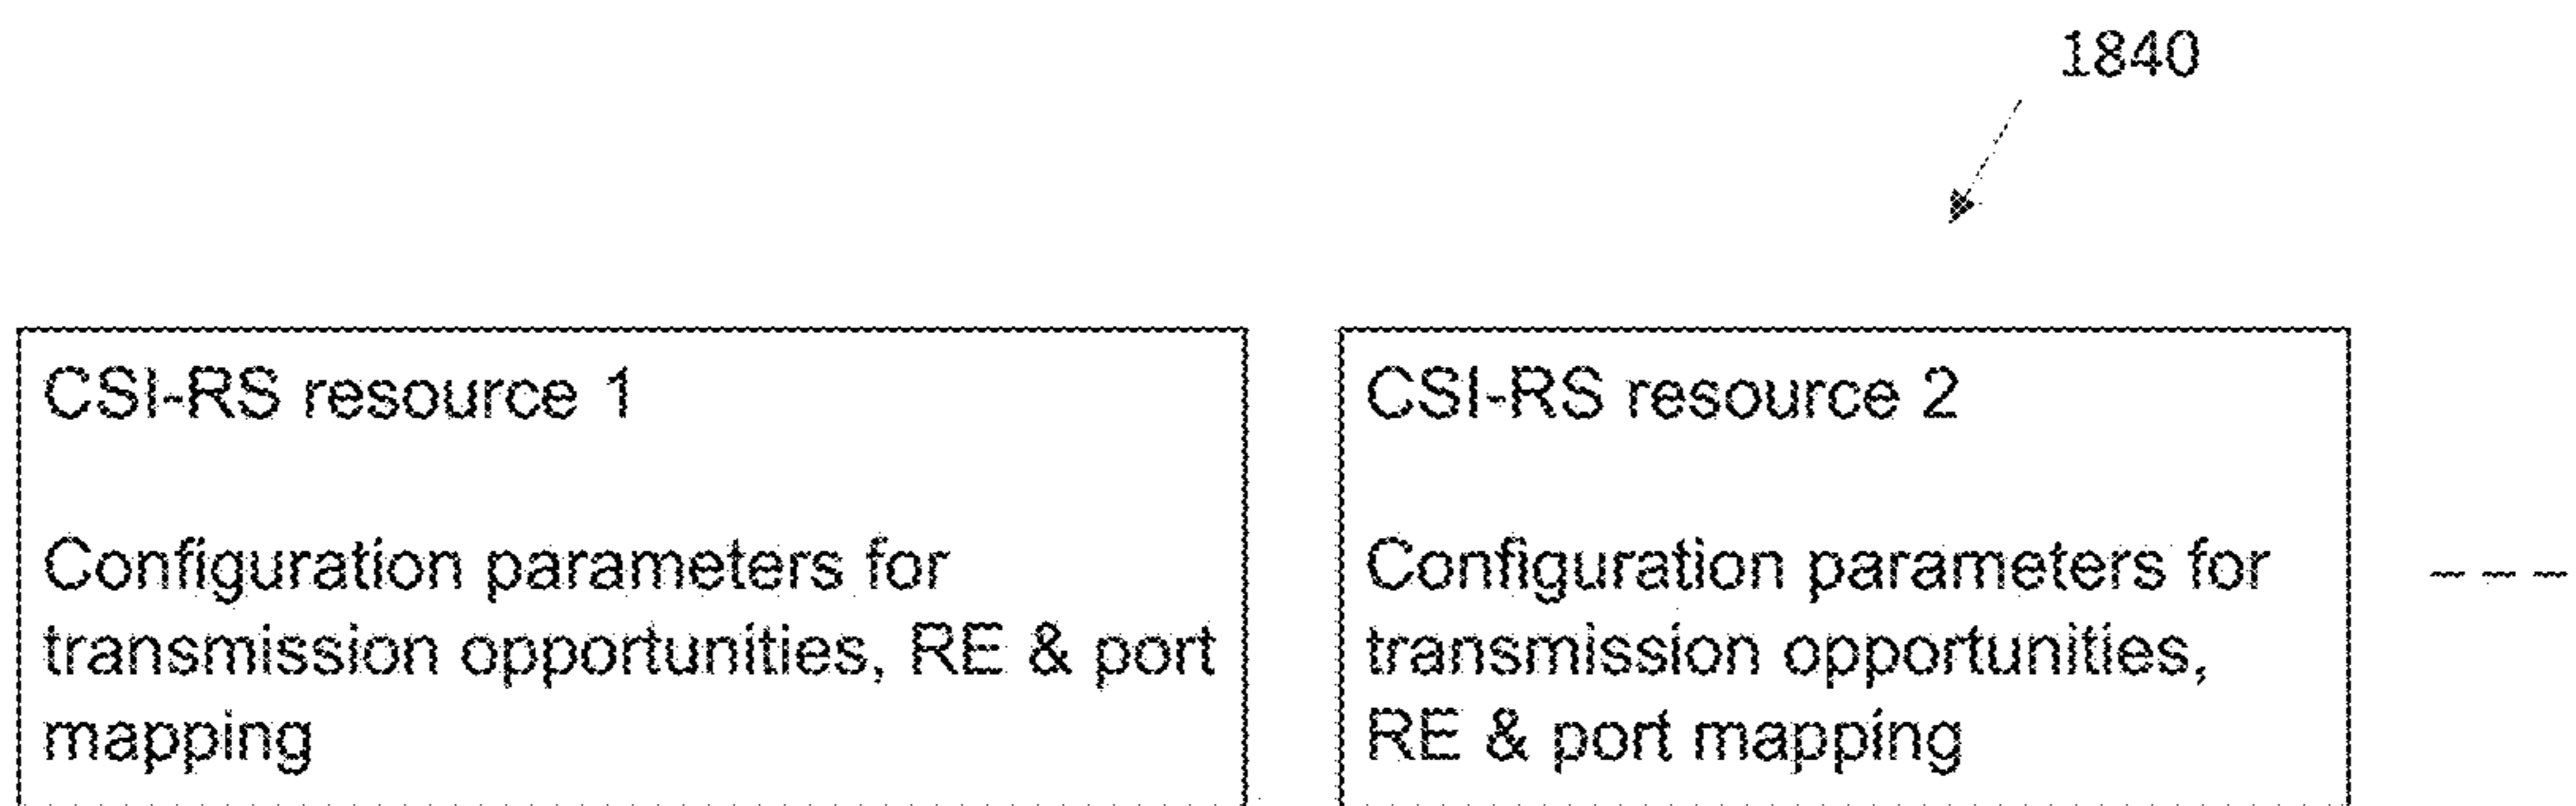 1840
CSI-RS resource 1
Configuration parameters for
transmission opportunities, RE & port
mapping
CSI-RS resource 2
Configuration parameters for
transmission opportunities,
RE & port mapping